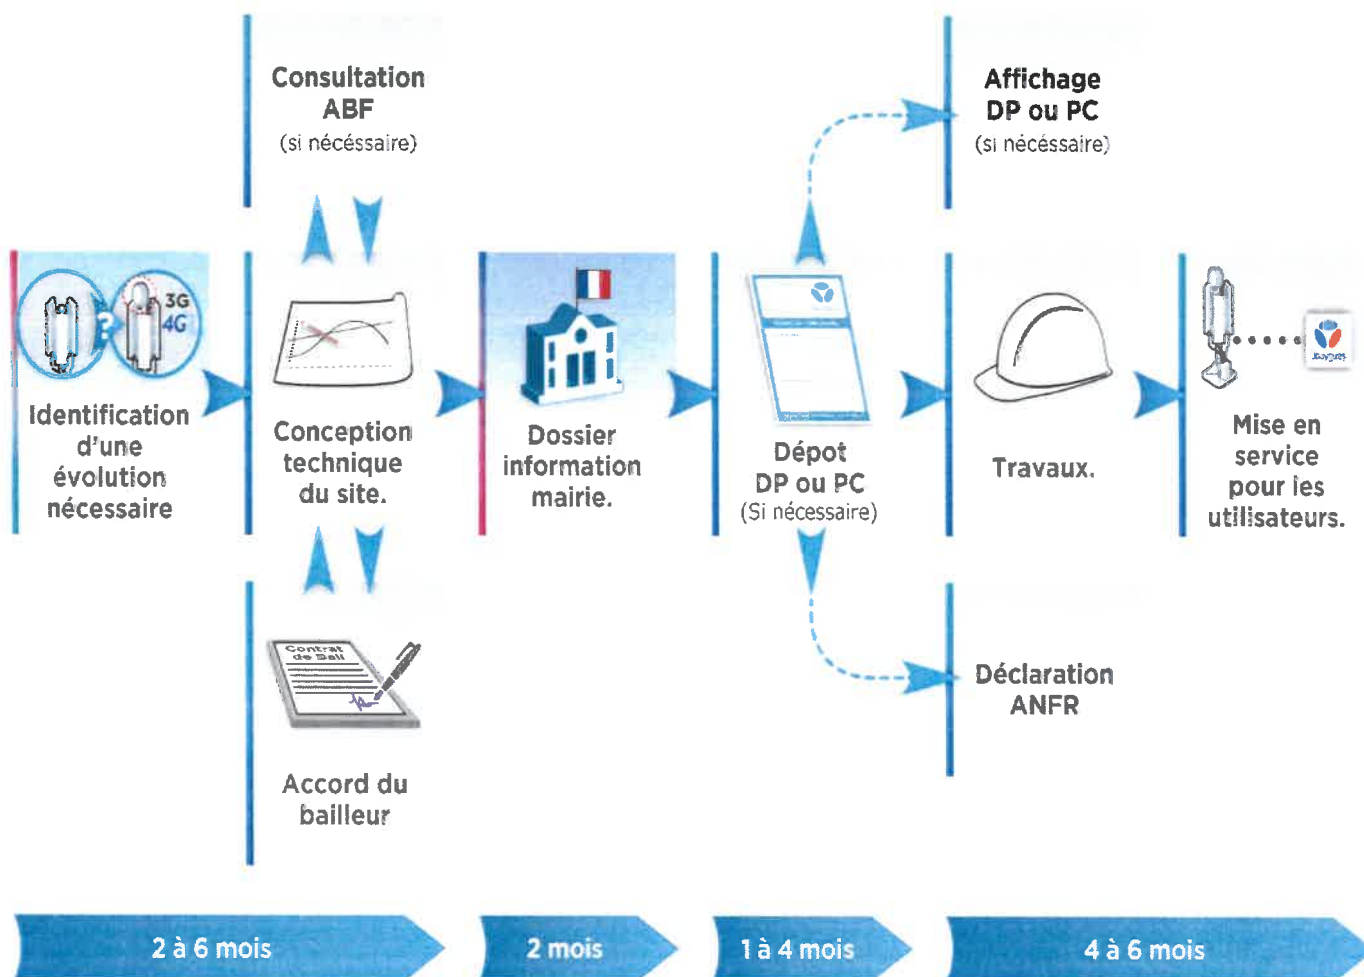 Consultation
ABF
(si nécéssaire)
Affichage
DP ou PC
(si nécéssaire)
3G
4G
?
Identification
d'une
évolution
nécessaire
Conception
technique
du site.
Dossier
information
mairie.
Dépot
DP ou PC
(Si nécessaire)
Travaux.
Mise en
service
pour les
utilisateurs.
Contrat
de Bail
Accord du
bailleur
Déclaration
ANFR
2 à 6 mois
2 mois
1 à 4 mois
4 à 6 mois